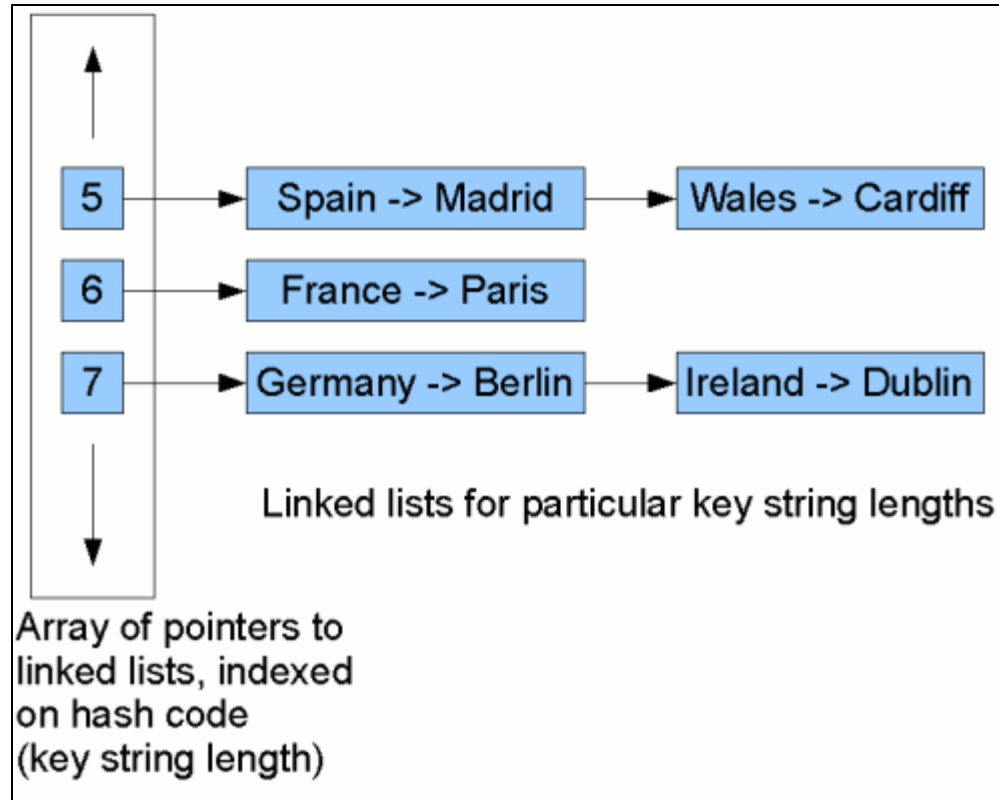 5
Spain -> Madrid
Wales -> Cardiff
6
France -> Paris
7
Germany -> Berlin
Ireland -> Dublin
Linked lists for particular key string lengths
Array of pointers to
linked lists, indexed
on hash code
(key string length)